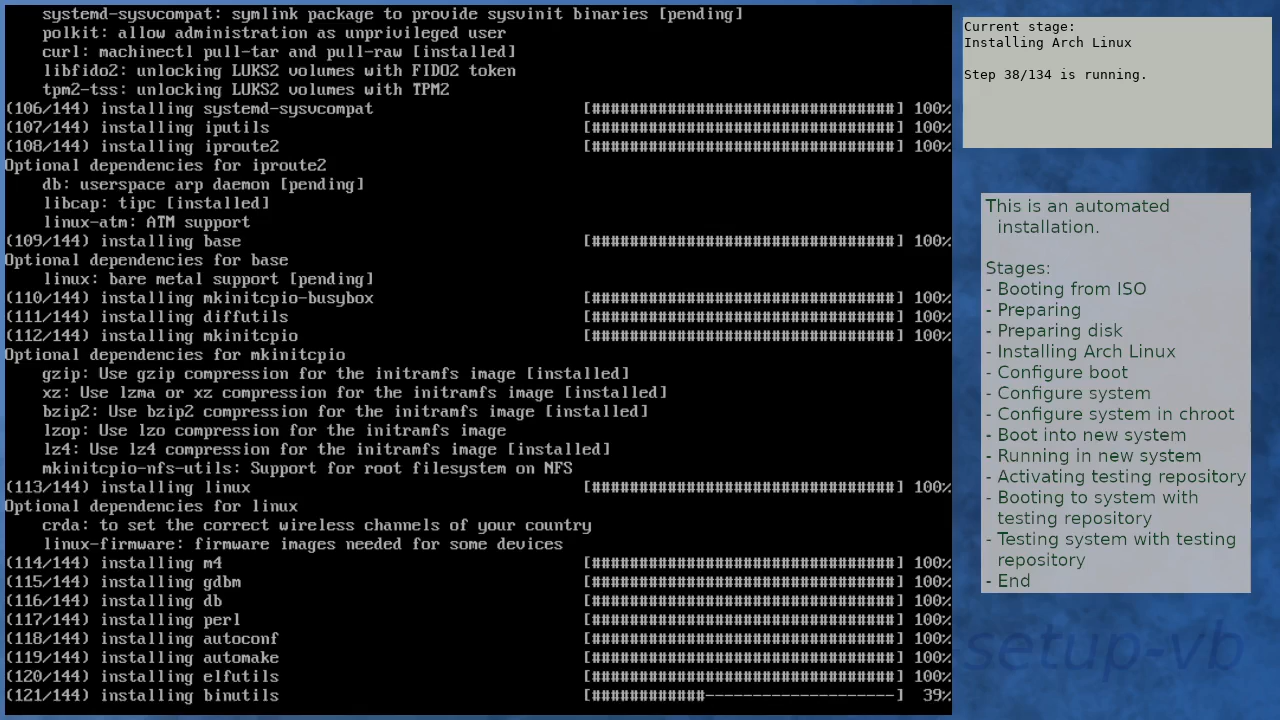 systemd-sysvcompat: symlink package to provide sysvinit binaries [pending]
polkit: allow administration as unprivileged user
curl: machinectl pull-tar and pull-raw [installed]
libfido2: unlocking LUKS2 volumes with FIDO2 token
tpm2-tss: unlocking LUKS2 volumes with TPM2
(106/144) installing systemd-sysvcompat [################################] 100%
(107/144) installing iputils [################################] 100%
(108/144) installing iproute2 [################################] 100%
Optional dependencies for iproute2
db: userspace arp daemon [pending]
libcap: tipc [installed]
linux-atm: ATM support
(109/144) installing base [################################] 100%
Optional dependencies for base
linux: bare metal support [pending]
(110/144) installing mkinitcpio-busybox [################################] 100%
(111/144) installing diffutils [################################] 100%
(112/144) installing mkinitcpio [################################] 100%
Optional dependencies for mkinitcpio
gzip: Use gzip compression for the initramfs image [installed]
xz: Use lzma or xz compression for the initramfs image [installed]
bzip2: Use bzip2 compression for the initramfs image [installed]
lzop: Use lzo compression for the initramfs image
lz4: Use lz4 compression for the initramfs image [installed]
mkinitcpio-nfs-utils: Support for root filesystem on NFS
(113/144) installing linux [################################] 100%
Optional dependencies for linux
crda: to set the correct wireless channels of your country
linux-firmware: firmware images needed for some devices
(114/144) installing m4 [################################] 100%
(115/144) installing gdbm [################################] 100%
(116/144) installing db [################################] 100%
(117/144) installing perl [################################] 100%
(118/144) installing autoconf [################################] 100%
(119/144) installing automake [################################] 100%
(120/144) installing elfutils [################################] 100%
(121/144) installing binutils [############--------------------] 39%
Current stage:
Installing Arch Linux
Step 38/134 is running.
This is an automated
installation.
Stages:
- Booting from ISO
- Preparing
- Preparing disk
- Installing Arch Linux
- Configure boot
- Configure system
- Configure system in chroot
- Boot into new system
- Running in new system
- Activating testing repository
- Booting to system with
testing repository
- Testing system with testing
repository
- End
setup-vb